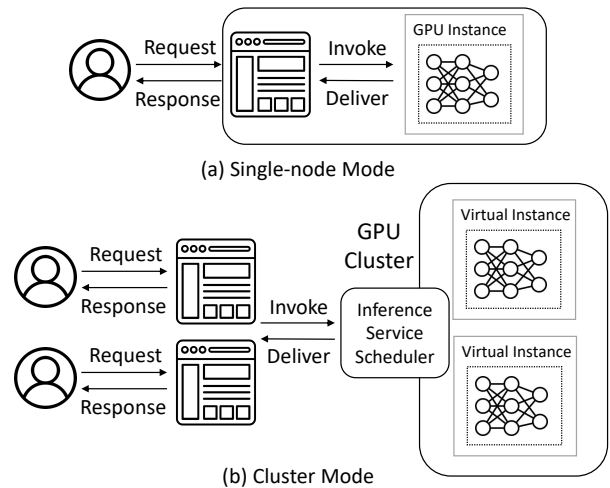 GPU Instance
Request
Invoke
Response
Deliver
(a) Single-node Mode
Virtual Instance
GPU
Cluster
Request
Response
Invoke
Deliver
Inference
Service
Scheduler
Virtual Instance
Request
Response
(b) Cluster Mode